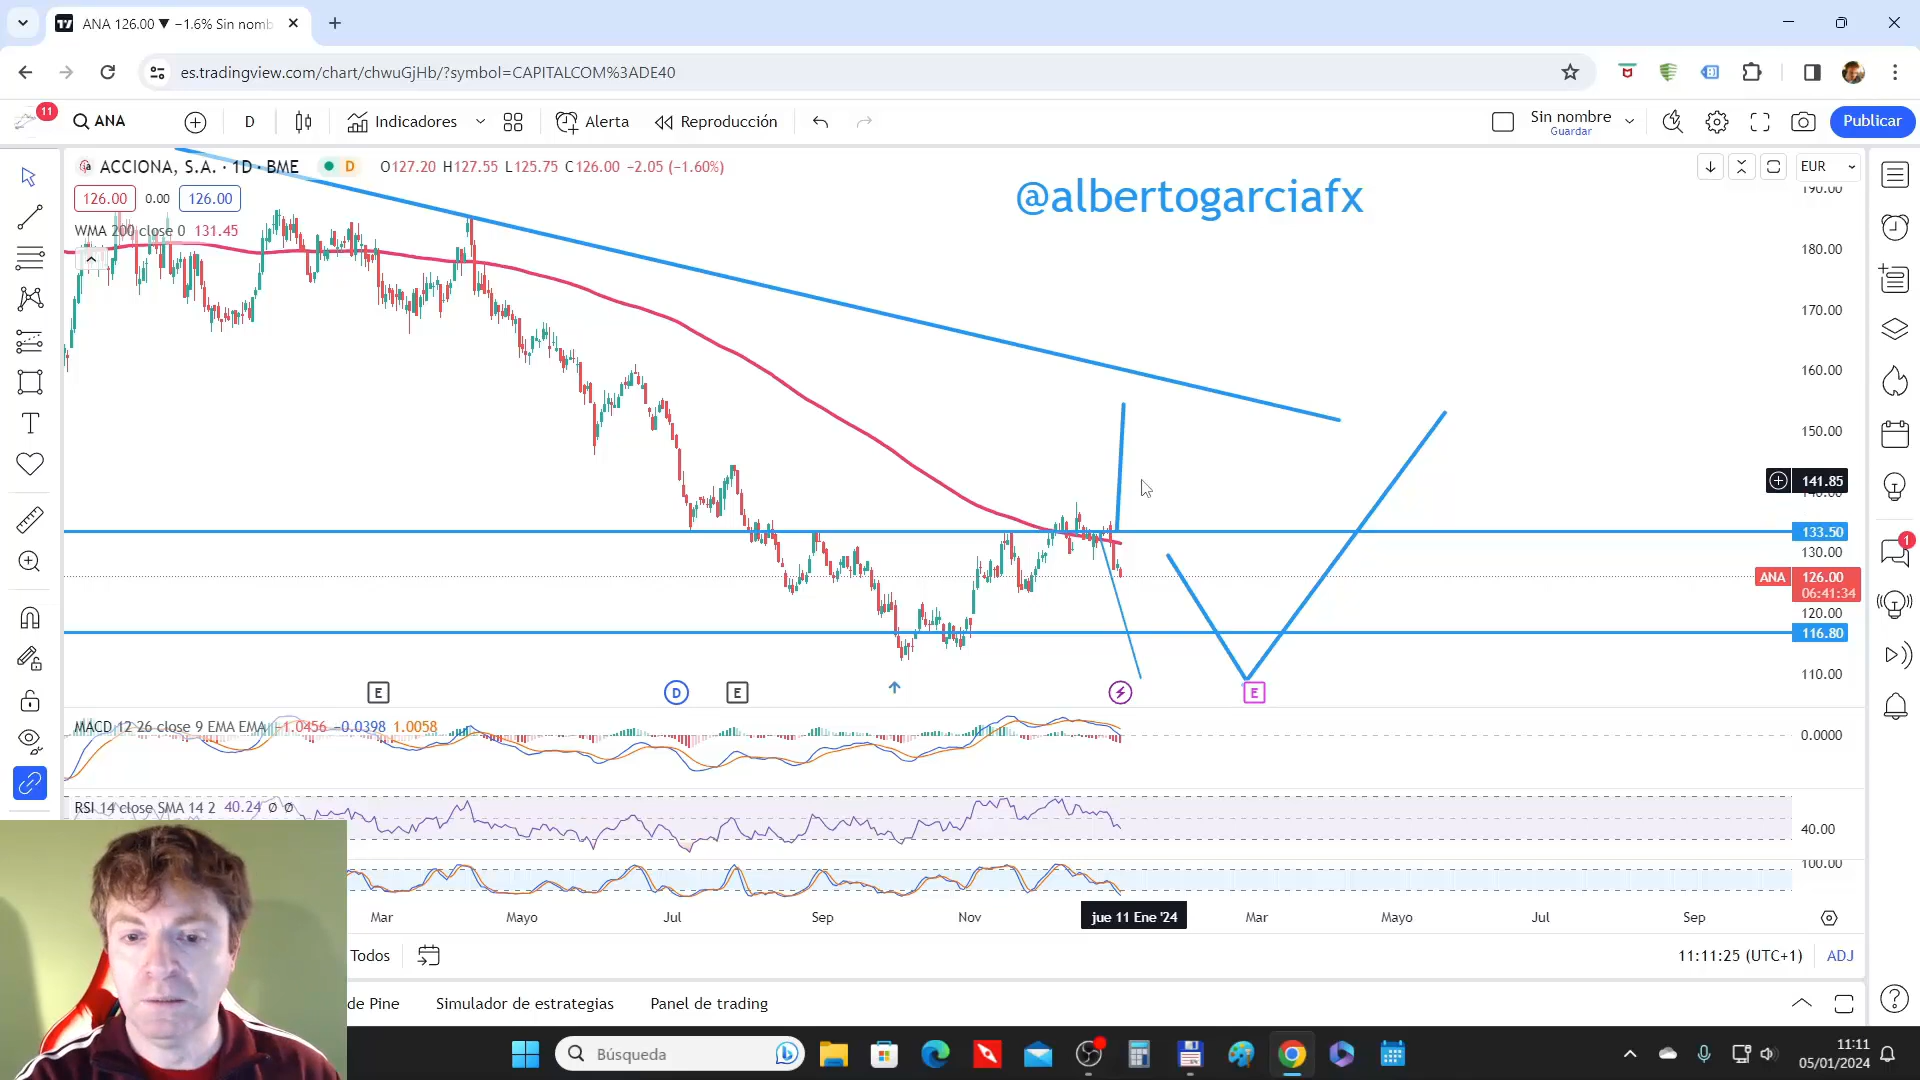 ANA 126.00 ▼ −1.6% Sin nomb
es.tradingview.com/chart/chwuGjHb/?symbol=CAPITALCOM%3ADE40
11
ANA
D
Indicadores
Alerta
Reproducción
Sin nombre
Guardar
Publicar
ACCIONA, S.A. · 1D · BME
D
O127.20 H127.55 L125.75 C126.00 −2.05 (−1.60%)
EUR
126.00
0.00
126.00
WMA 200 close 0 131.45
@albertogarciafx
190.00
180.00
170.00
160.00
150.00
141.85
140.00
133.50
130.00
ANA
126.00
06:41:34
120.00
116.80
110.00
1
E
D
E
E
MACD 12 26 close 9 EMA EMA −1.0456 −0.0398 1.0058
0.0000
RSI 14 close SMA 14 2 40.24 ∅ ∅
40.00
100.00
Mar
Mayo
Jul
Sep
Nov
jue 11 Ene '24
Mar
Mayo
Jul
Sep
Todos
11:11:25 (UTC+1)
ADJ
de Pine
Simulador de estrategias
Panel de trading
Búsqueda
11:11
05/01/2024